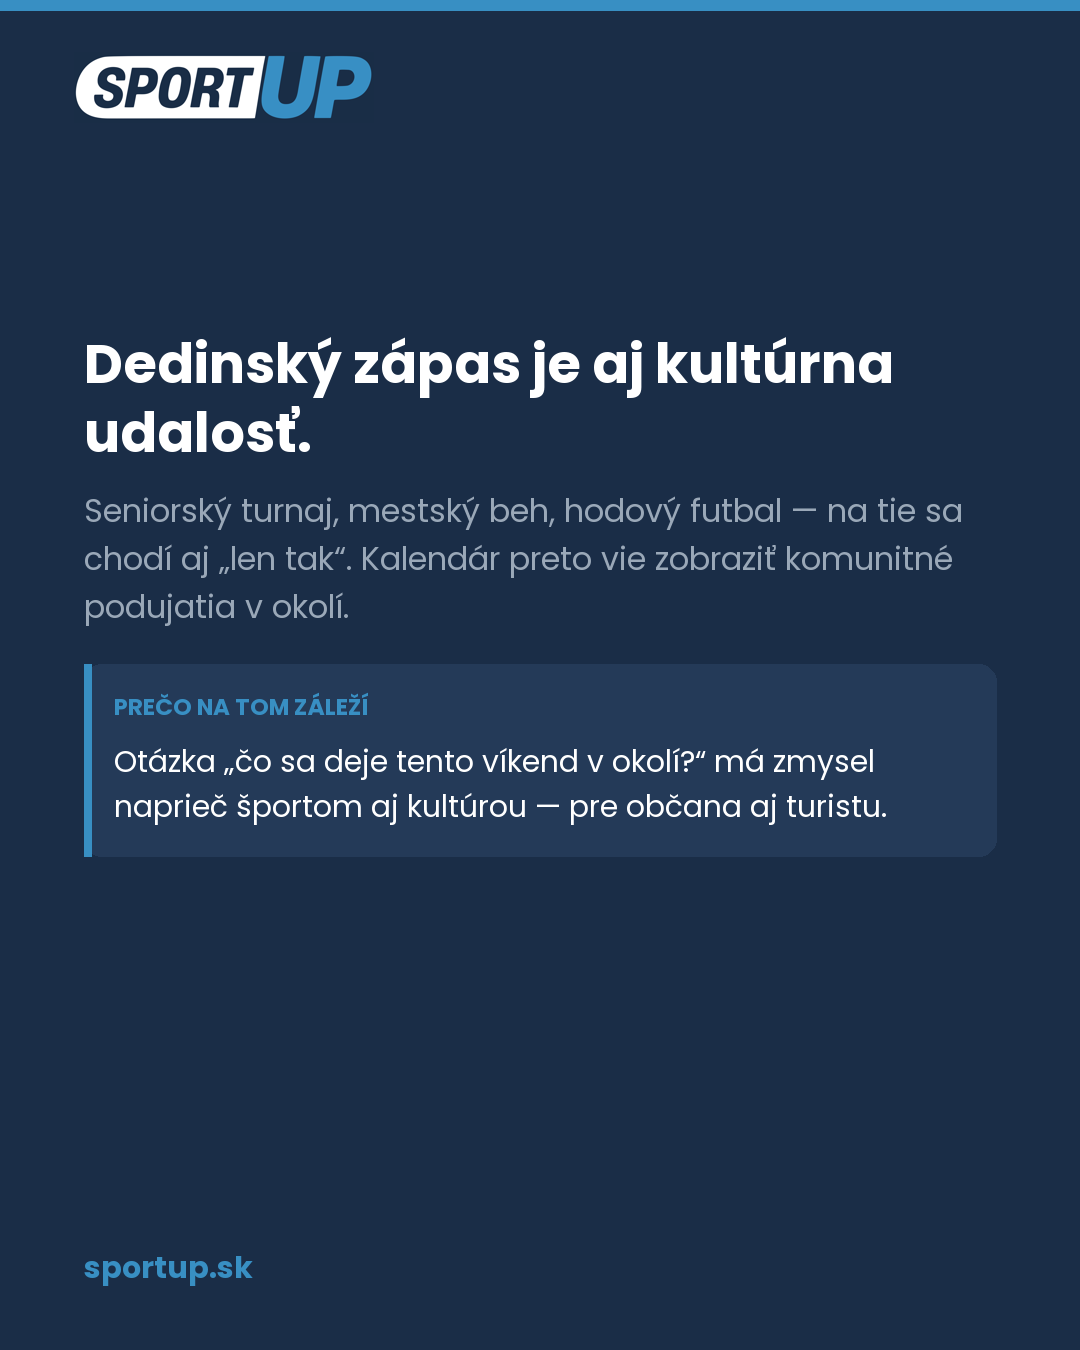 SPORTUP
Dedinský zápas je aj kultúrna
udalosť.
Seniorský turnaj, mestský beh, hodový futbal — na tie sa
chodí aj „len tak“. Kalendár preto vie zobraziť komunitné
podujatia v okolí.
PREČO NA TOM ZÁLEŽÍ
Otázka „čo sa deje tento víkend v okolí?“ má zmysel
naprieč športom aj kultúrou — pre občana aj turistu.
sportup.sk